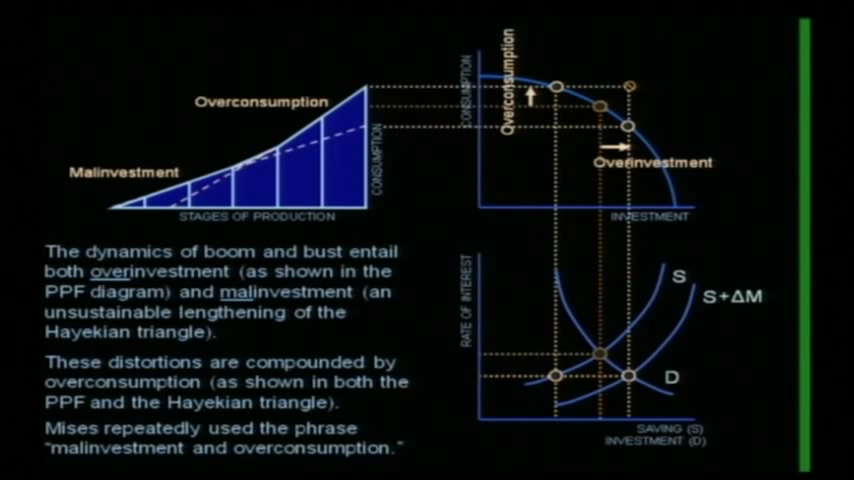 Overconsumption
Malinvestment
CONSUMPTION
STAGES OF PRODUCTION
CONSUMPTION
Overconsumption
Overinvestment
INVESTMENT
The dynamics of boom and bust entail
both overinvestment (as shown in the
PPF diagram) and malinvestment (an
unsustainable lengthening of the
Hayekian triangle).
These distortions are compounded by
overconsumption (as shown in both the
PPF and the Hayekian triangle).
Mises repeatedly used the phrase
“malinvestment and overconsumption.”
RATE OF INTEREST
S
S+ΔM
D
SAVING (S)
INVESTMENT (D)